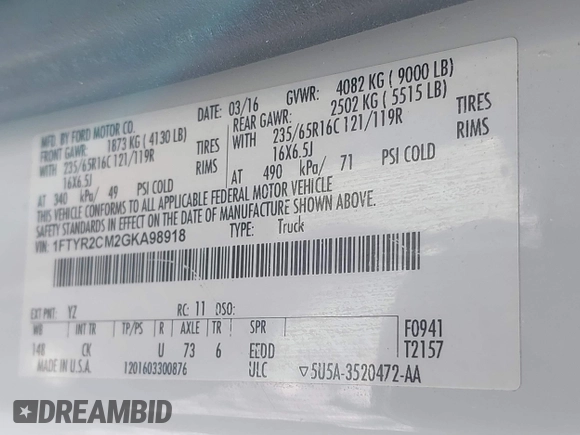 MFD. BY FORD MOTOR CO.
DATE: 03/16 GVWR: 4082 KG ( 9000 LB)
FRONT GAWR: 1873 KG ( 4130 LB)
REAR GAWR: 2502 KG ( 5515 LB)
WITH 235/65R16C 121/119R TIRES
WITH 235/65R16C 121/119R TIRES
16X6.5J RIMS
16X6.5J RIMS
AT 340 kPa/ 49 PSI COLD
AT 490 kPa/ 71 PSI COLD
THIS VEHICLE CONFORMS TO ALL APPLICABLE FEDERAL MOTOR VEHICLE
SAFETY STANDARDS IN EFFECT ON THE DATE OF MANUFACTURE SHOWN ABOVE.
VIN: 1FTYR2CM2GKA98918 TYPE: Truck
EXT PNT: YZ RC: 11 DSO:
WB INT TR TP/PS R AXLE TR SPR
148 CK U 73 6 EEDD
F0941
T2157
MADE IN U.S.A. 1201603300876 ULC ▽5U5A-3520472-AA
DREAMBID